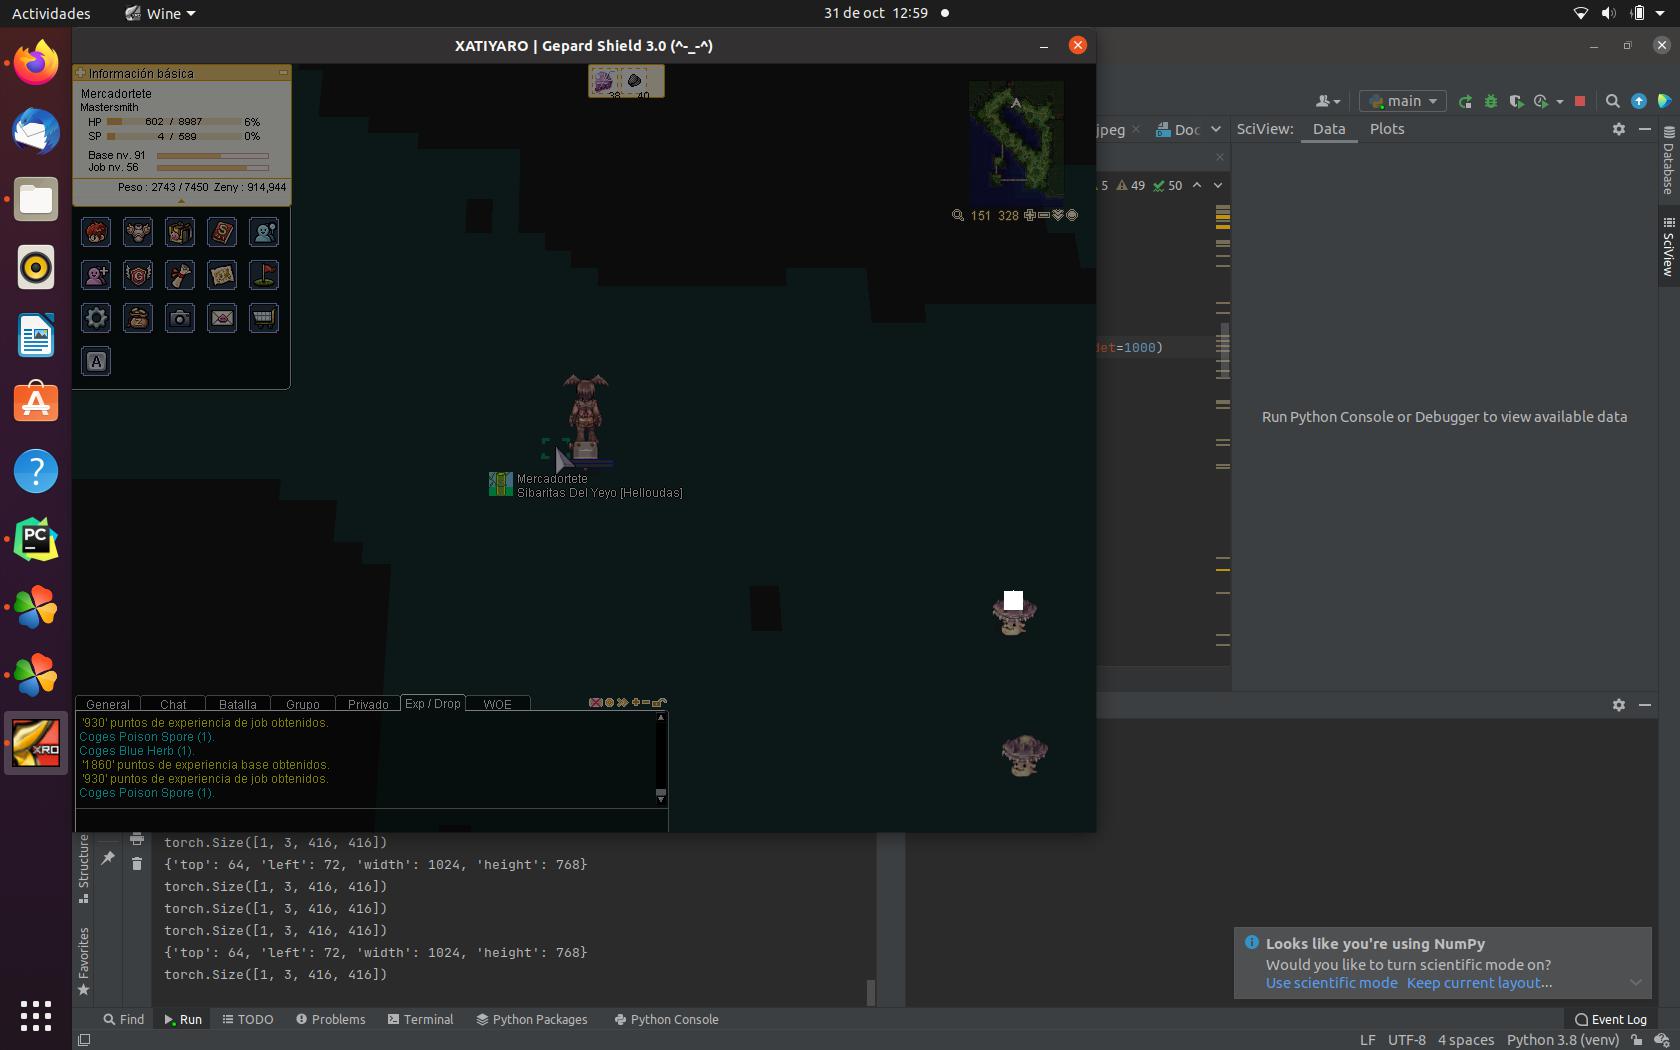 Actividades
Wine
31 de oct 12:59
XATIYARO | Gepard Shield 3.0 (^-_-^)
Información básica
Mercadortete
Mastersmith
HP 602 / 8987 6%
SP 4 / 589 0%
Base nv. 91
Job nv. 56
Peso : 2743 / 7450 Zeny : 914,944
38 40
151 328
Mercadortete
Sibaritas Del Yeyo [Helloudas]
General Chat Batalla Grupo Privado Exp / Drop WOE
'930' puntos de experiencia de job obtenidos.
Coges Poison Spore (1).
Coges Blue Herb (1).
'1860' puntos de experiencia base obtenidos.
'930' puntos de experiencia de job obtenidos.
Coges Poison Spore (1).
main
jpeg
Doc
SciView: Data Plots
5 49 50
det=1000)
Run Python Console or Debugger to view available data
Database
SciView
PC
XRO
A
Structure
Favorites
torch.Size([1, 3, 416, 416])
{'top': 64, 'left': 72, 'width': 1024, 'height': 768}
torch.Size([1, 3, 416, 416])
torch.Size([1, 3, 416, 416])
torch.Size([1, 3, 416, 416])
{'top': 64, 'left': 72, 'width': 1024, 'height': 768}
torch.Size([1, 3, 416, 416])
Looks like you're using NumPy
Would you like to turn scientific mode on?
Use scientific mode Keep current layout...
Find Run TODO Problems Terminal Python Packages Python Console
Event Log
LF UTF-8 4 spaces Python 3.8 (venv)